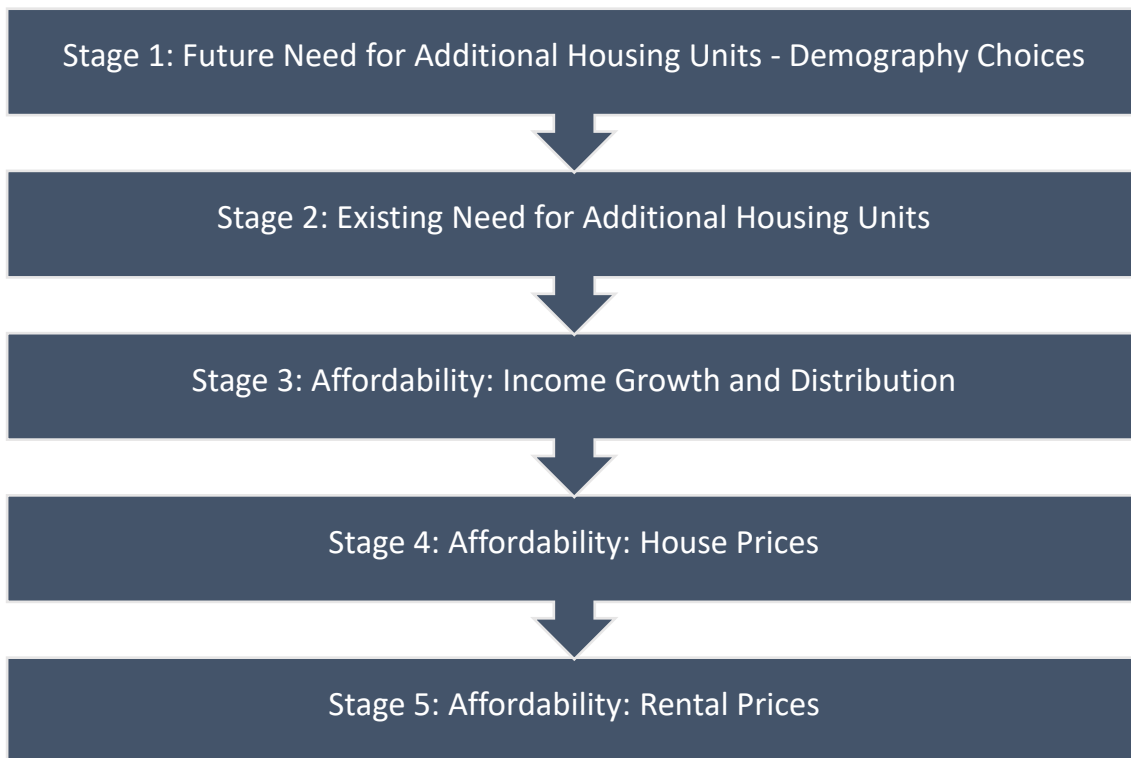 Stage 1: Future Need for Additional Housing Units - Demography Choices
Stage 2: Existing Need for Additional Housing Units
Stage 3: Affordability: Income Growth and Distribution
Stage 4: Affordability: House Prices
Stage 5: Affordability: Rental Prices